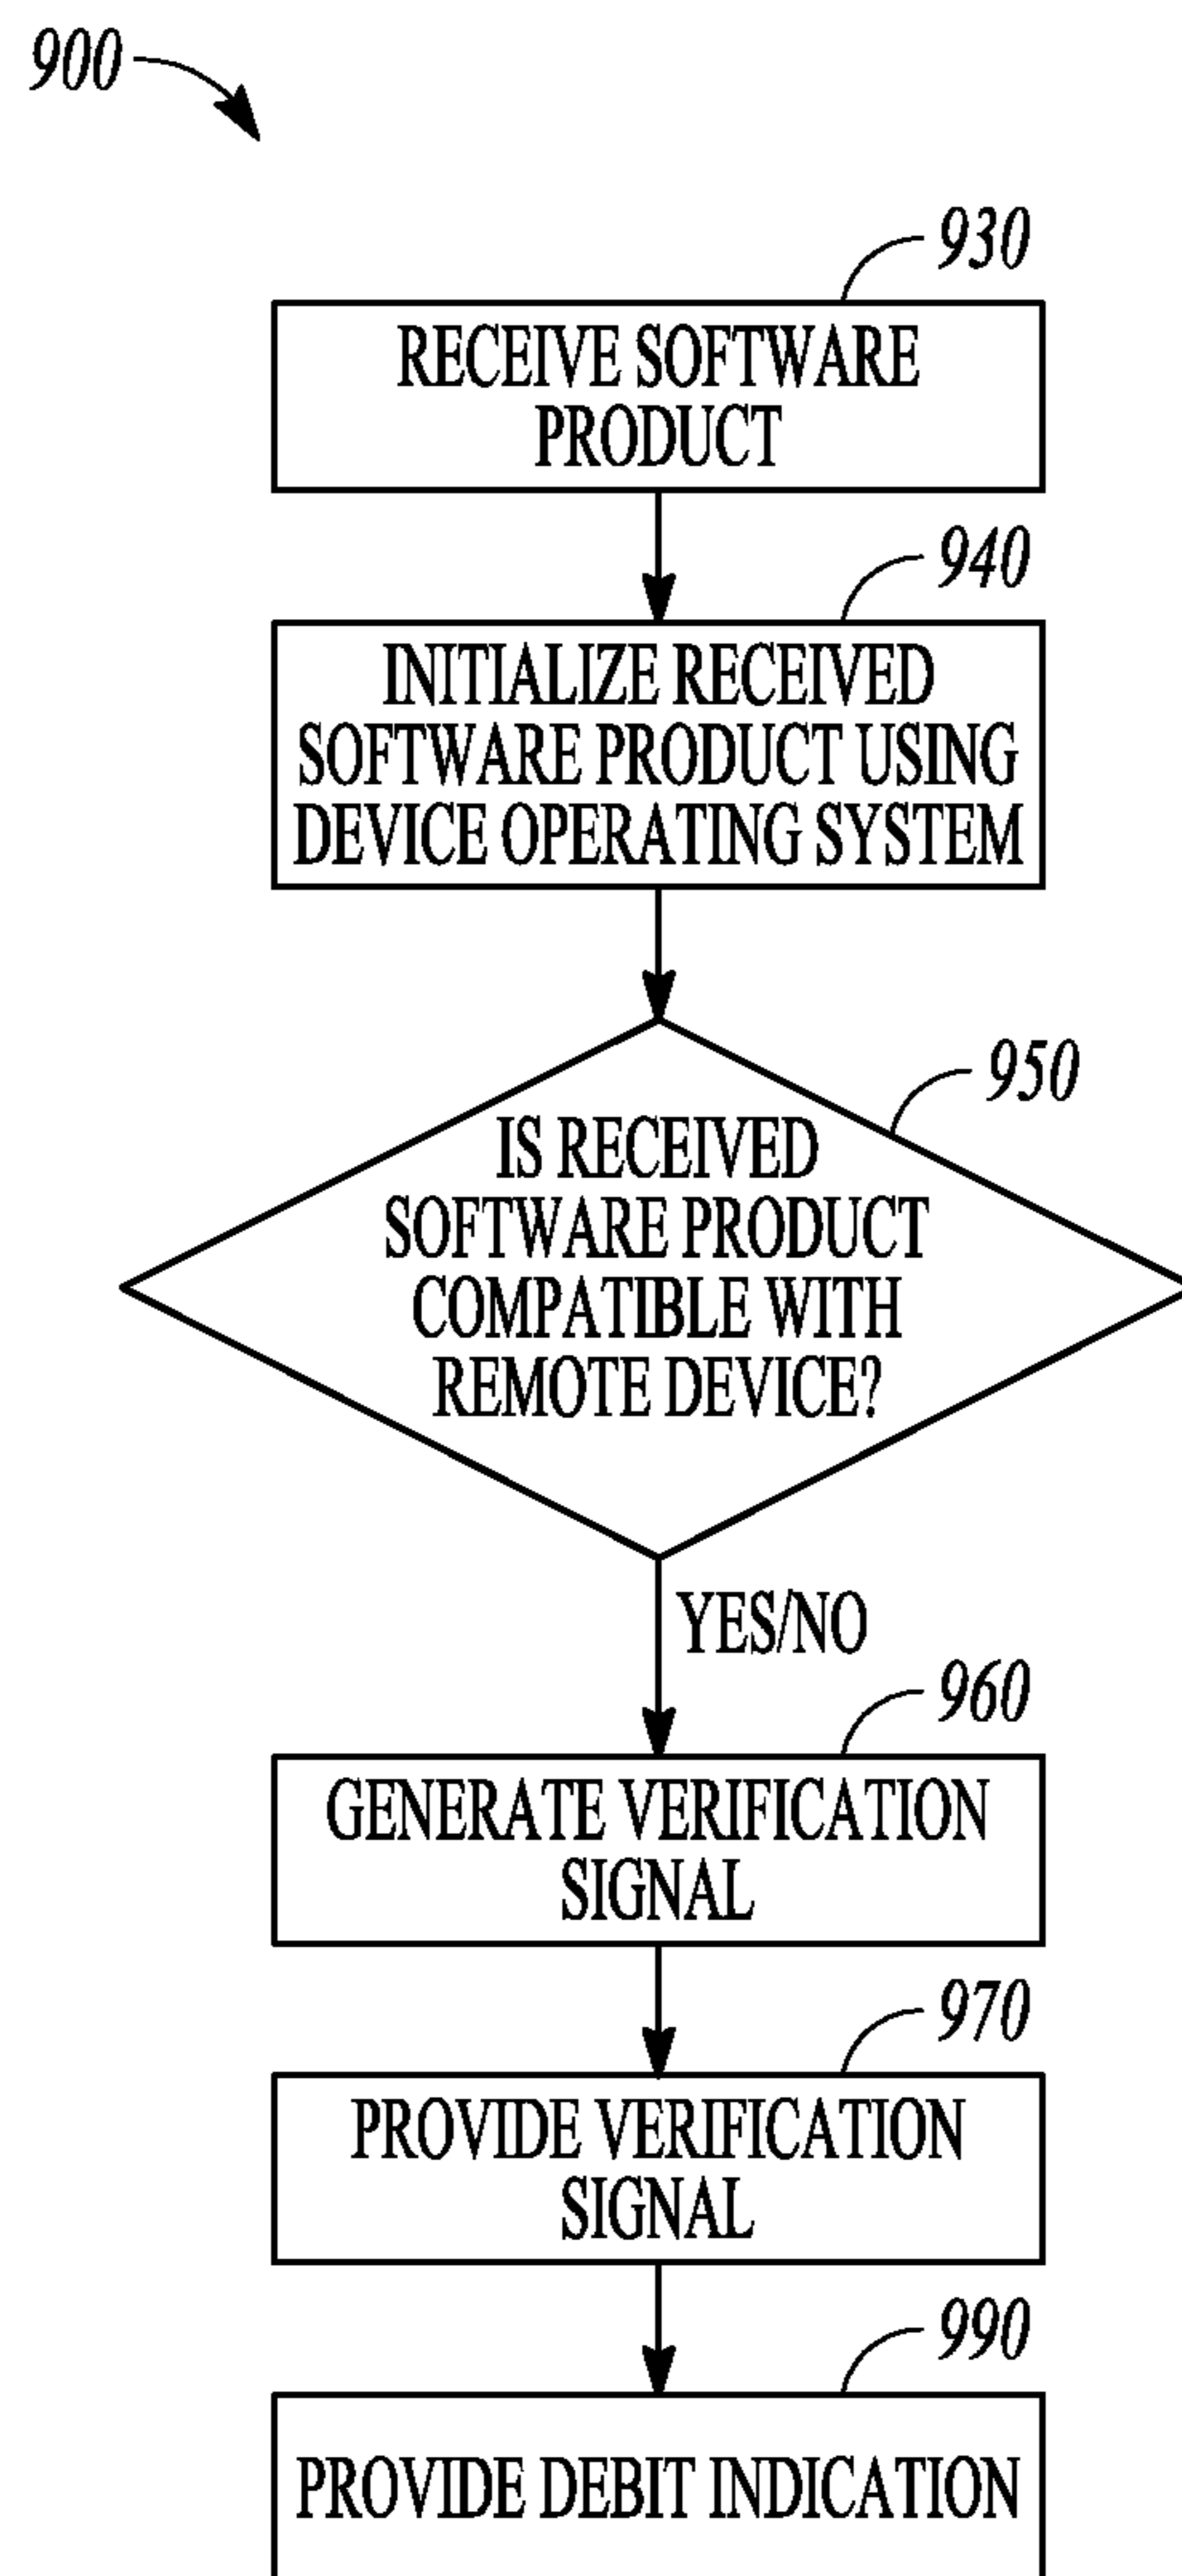 900
930
RECEIVE SOFTWARE
PRODUCT
940
INITIALIZE RECEIVED
SOFTWARE PRODUCT USING
DEVICE OPERATING SYSTEM
950
IS RECEIVED
SOFTWARE PRODUCT
COMPATIBLE WITH
REMOTE DEVICE?
YES/NO
960
GENERATE VERIFICATION
SIGNAL
970
PROVIDE VERIFICATION
SIGNAL
990
PROVIDE DEBIT INDICATION